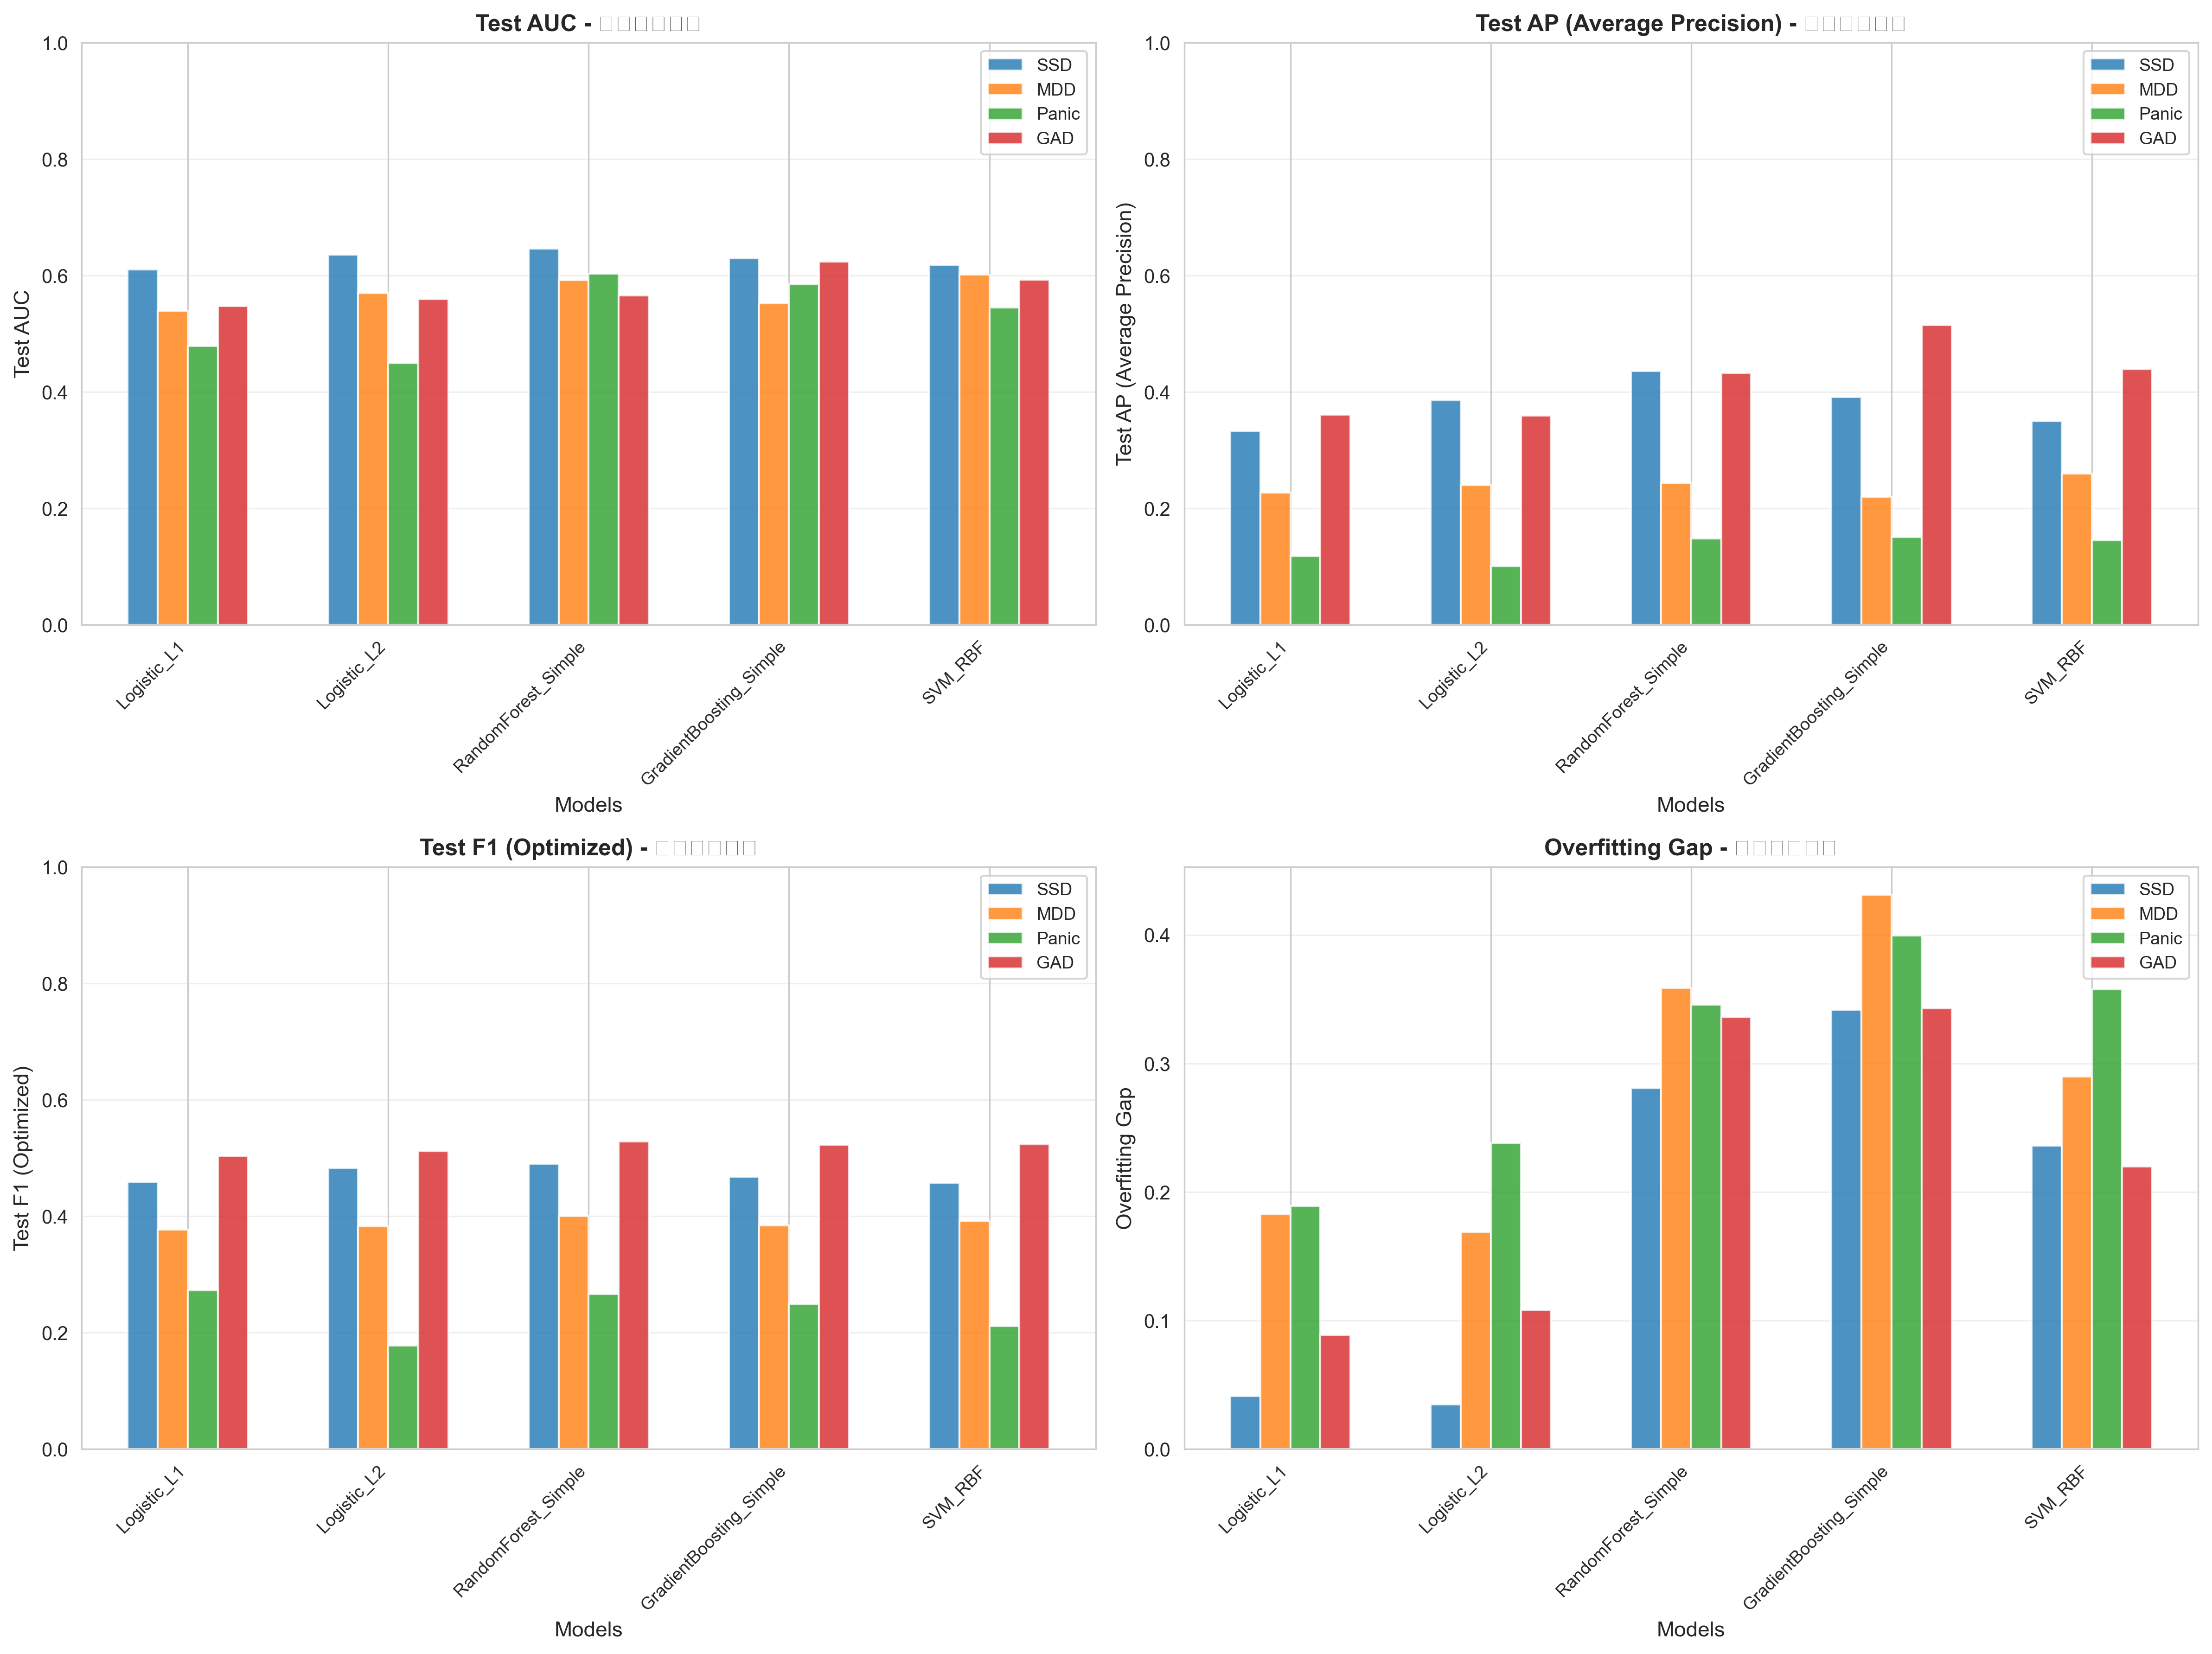 Test AUC - □□□□□□
1.0
0.8
0.6
0.4
0.2
0.0
Test AUC
SSD
MDD
Panic
GAD
Logistic_L1
Logistic_L2
RandomForest_Simple
GradientBoosting_Simple
SVM_RBF
Models
Test AP (Average Precision) - □□□□□□
1.0
0.8
0.6
0.4
0.2
0.0
Test AP (Average Precision)
SSD
MDD
Panic
GAD
Logistic_L1
Logistic_L2
RandomForest_Simple
GradientBoosting_Simple
SVM_RBF
Models
Test F1 (Optimized) - □□□□□□
1.0
0.8
0.6
0.4
0.2
0.0
Test F1 (Optimized)
SSD
MDD
Panic
GAD
Logistic_L1
Logistic_L2
RandomForest_Simple
GradientBoosting_Simple
SVM_RBF
Models
Overfitting Gap - □□□□□□
0.4
0.3
0.2
0.1
0.0
Overfitting Gap
SSD
MDD
Panic
GAD
Logistic_L1
Logistic_L2
RandomForest_Simple
GradientBoosting_Simple
SVM_RBF
Models